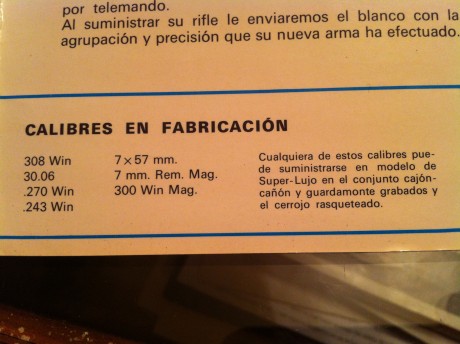 por telemando.
Al suministrar su rifle le enviaremos el blanco con la
agrupación y precisión que su nueva arma ha efectuado.
CALIBRES EN FABRICACIÓN
308 Win
30.06
.270 Win
.243 Win
7 × 57 mm.
7 mm. Rem. Mag.
300 Win Mag.
Cualquiera de estos calibres pue-
de suministrarse en modelo de
Super-Lujo en el conjunto cajón-
cañón y guardamonte grabados y
el cerrojo rasqueteado.